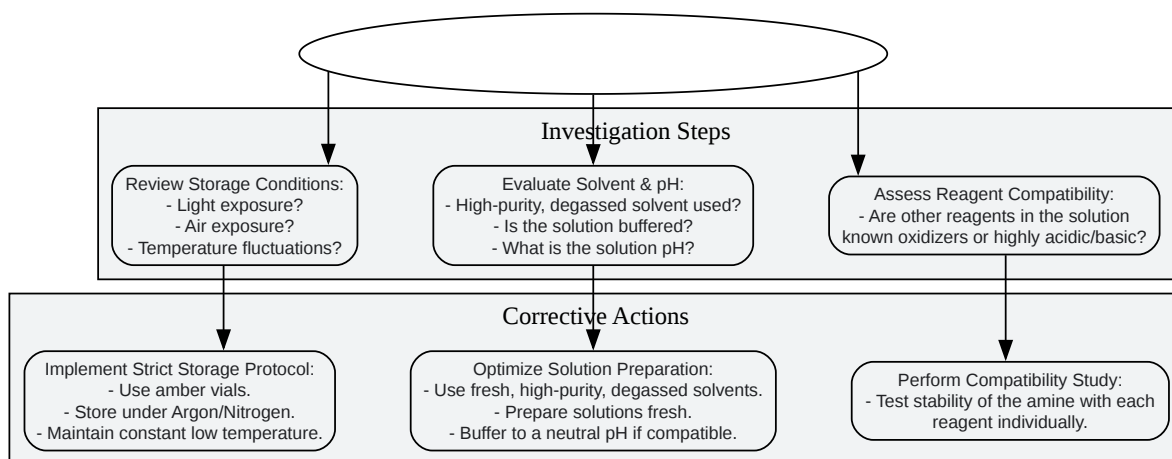 Investigation Steps
Review Storage Conditions:
- Light exposure?
- Air exposure?
- Temperature fluctuations?
Evaluate Solvent & pH:
- High-purity, degassed solvent used?
- Is the solution buffered?
- What is the solution pH?
Assess Reagent Compatibility:
- Are other reagents in the solution
known oxidizers or highly acidic/basic?
Corrective Actions
Implement Strict Storage Protocol:
- Use amber vials.
- Store under Argon/Nitrogen.
- Maintain constant low temperature.
Optimize Solution Preparation:
- Use fresh, high-purity, degassed solvents.
- Prepare solutions fresh.
- Buffer to a neutral pH if compatible.
Perform Compatibility Study:
- Test stability of the amine with each
reagent individually.